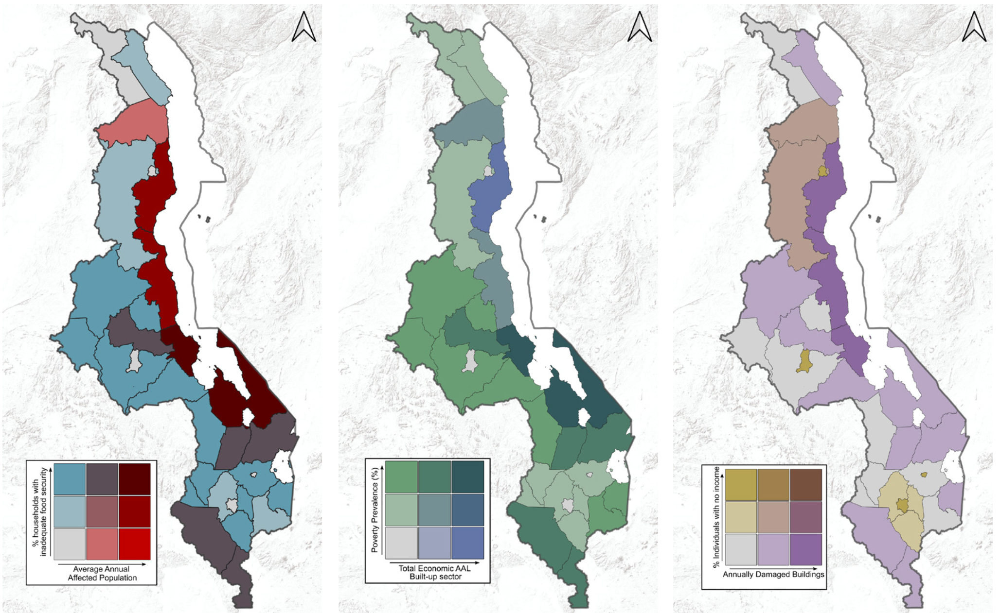 % households with
inadequate food security
Average Annual
Affected Population
Poverty Prevalence (%)
Total Economic AAL
Built-up sector
% Individuals with no income
Annually Damaged Buildings